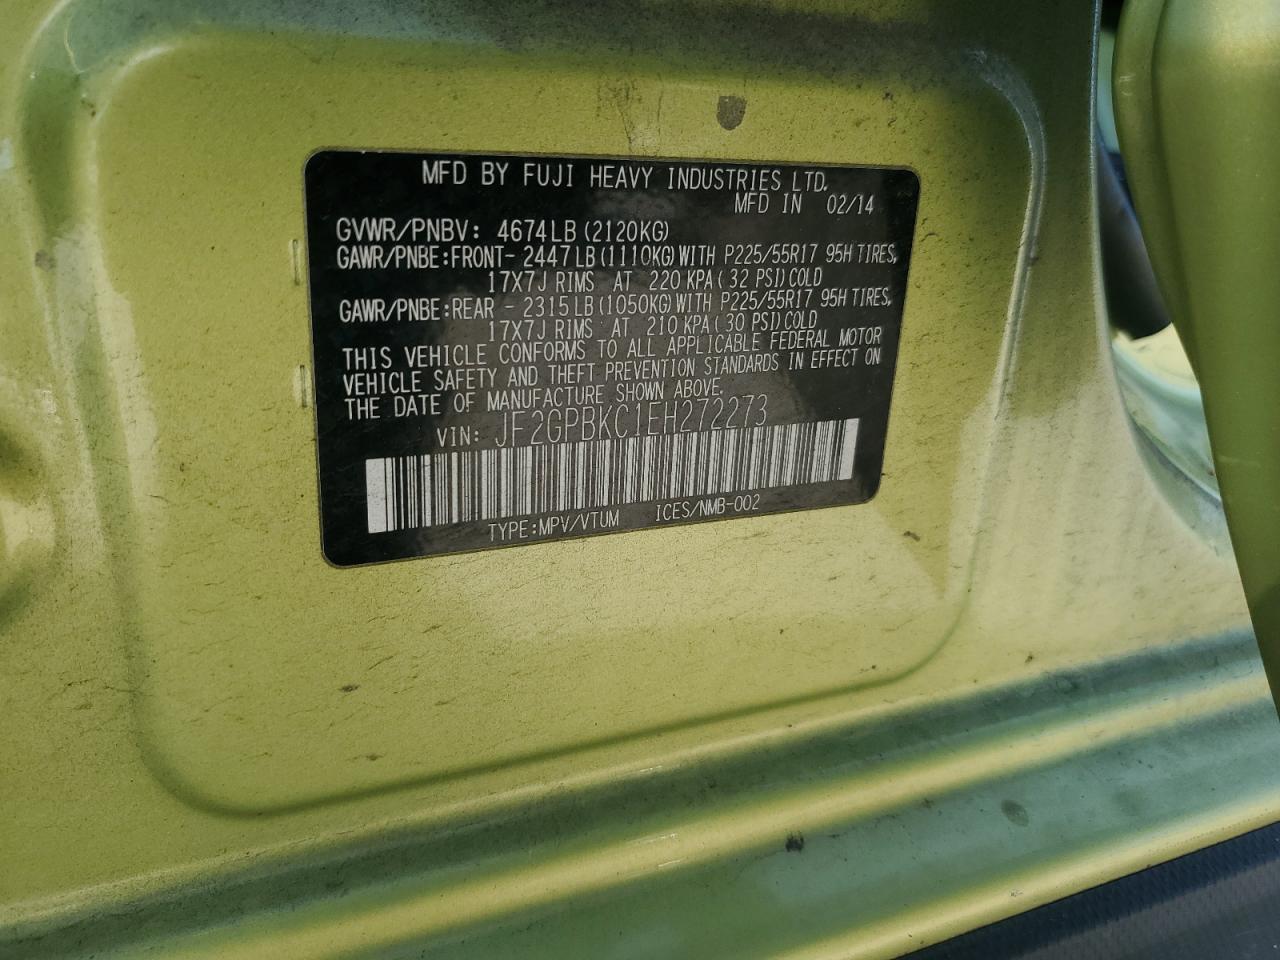 MFD BY FUJI HEAVY INDUSTRIES LTD.
MFD IN 02/14
GVWR/PNBV: 4674LB (2120KG)
GAWR/PNBE:FRONT- 2447LB(1110KG)WITH P225/55R17 95H TIRES,
17X7J RIMS AT 220 KPA( 32 PSI)COLD
GAWR/PNBE:REAR - 2315LB(1050KG)WITH P225/55R17 95H TIRES,
17X7J RIMS AT 210 KPA( 30 PSI)COLD
THIS VEHICLE CONFORMS TO ALL APPLICABLE FEDERAL MOTOR
VEHICLE SAFETY AND THEFT PREVENTION STANDARDS IN EFFECT ON
THE DATE OF MANUFACTURE SHOWN ABOVE.
VIN: JF2GPBKC1EH272273
TYPE:MPV/VTUM ICES/NMB-002